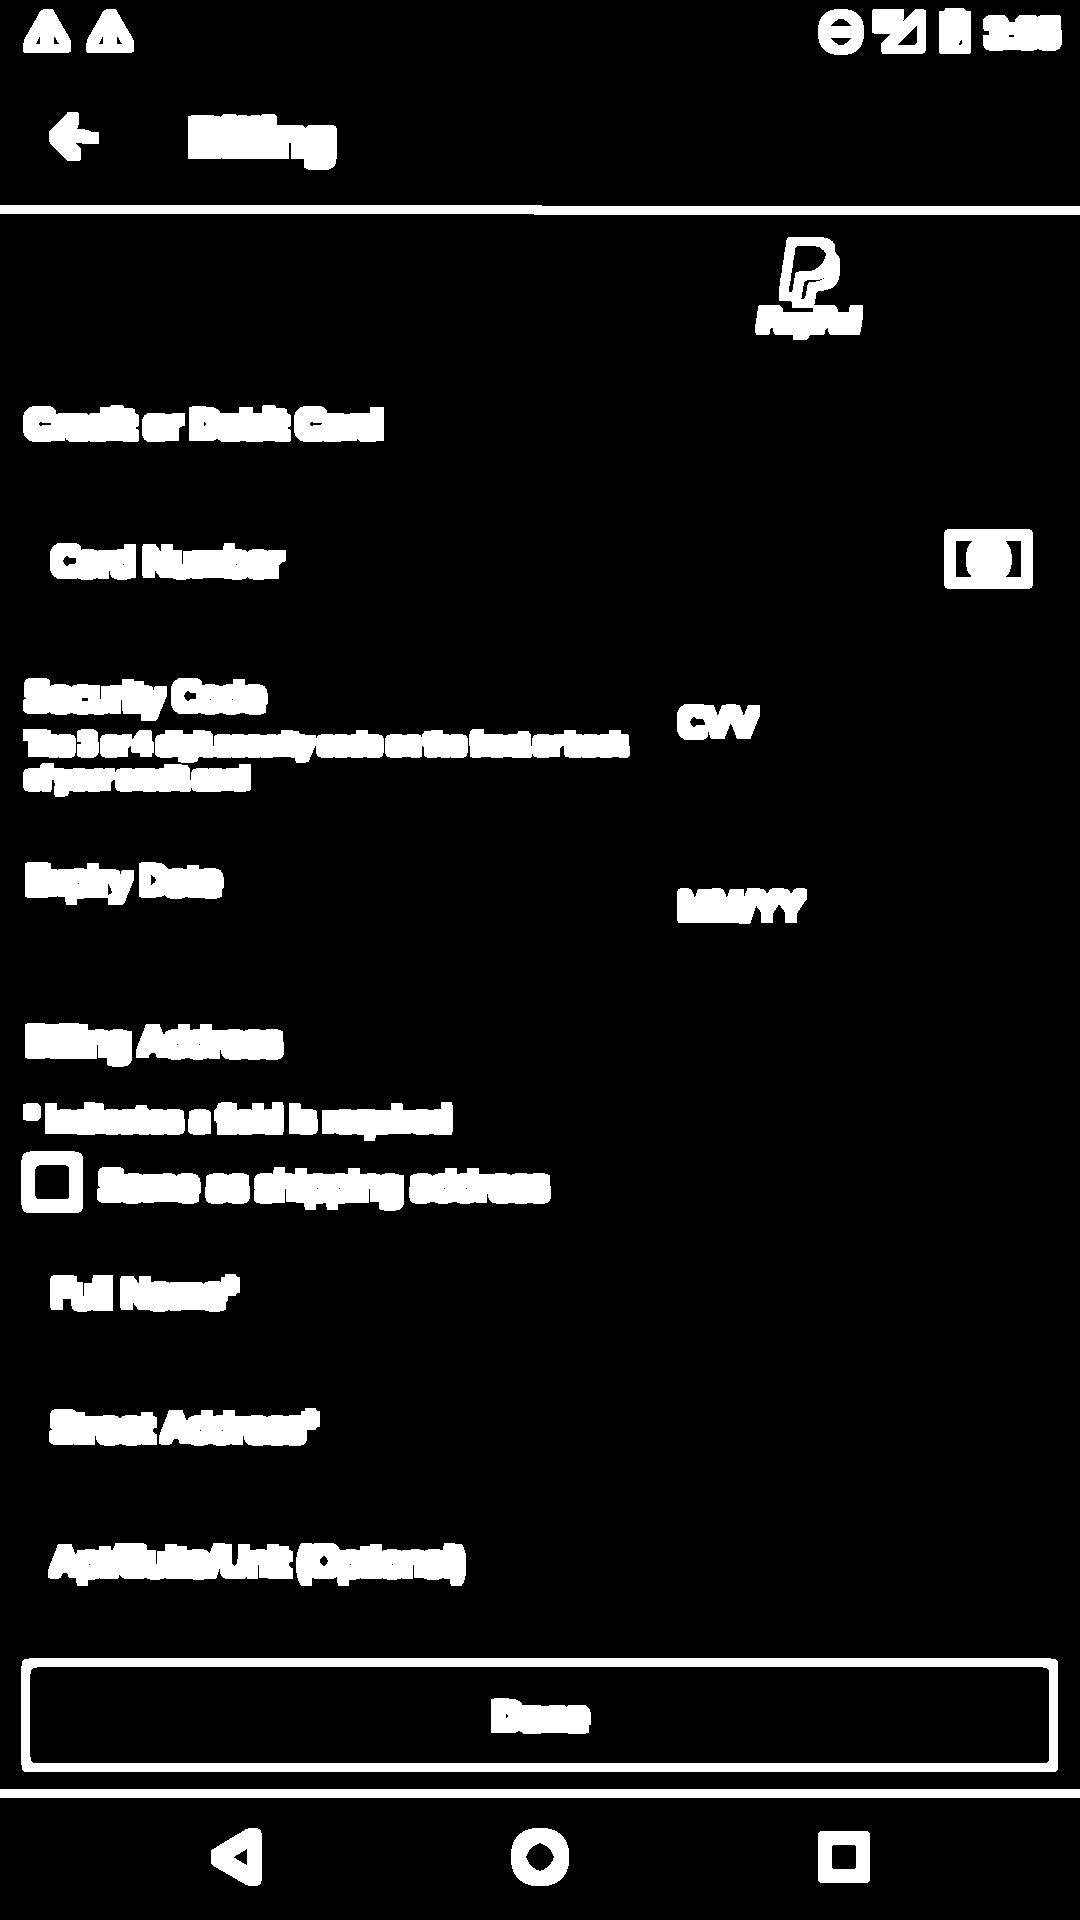 Billing
PayPal
Credit or Debit Card
Card Number
Security Code
CVV
The 3 or 4 digit security code on the front or back
of your credit card
Expiry Date
MM/YY
Billing Address
* Indicates a field is required
Same as shipping address
Full Name*
Street Address*
Apt/Suite/Unit (Optional)
Done